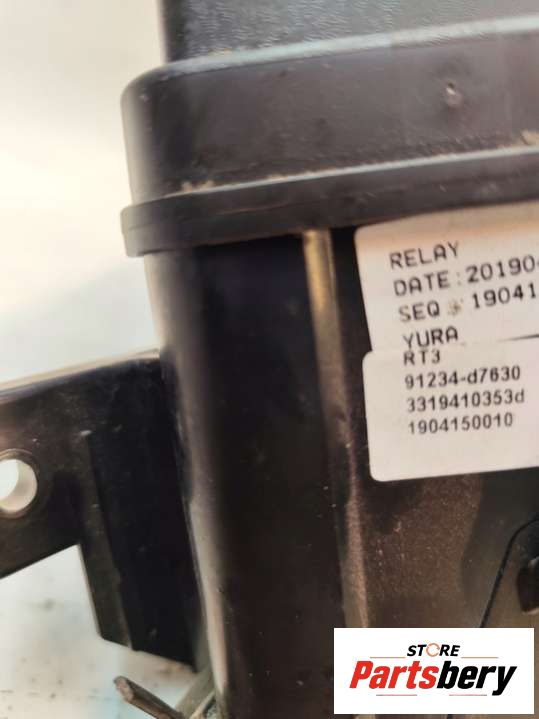 RELAY
DATE:20190
SEQ : 19041
YURA
RT3
91234-d7630
3319410353d
1904150010
STORE
Partsbery